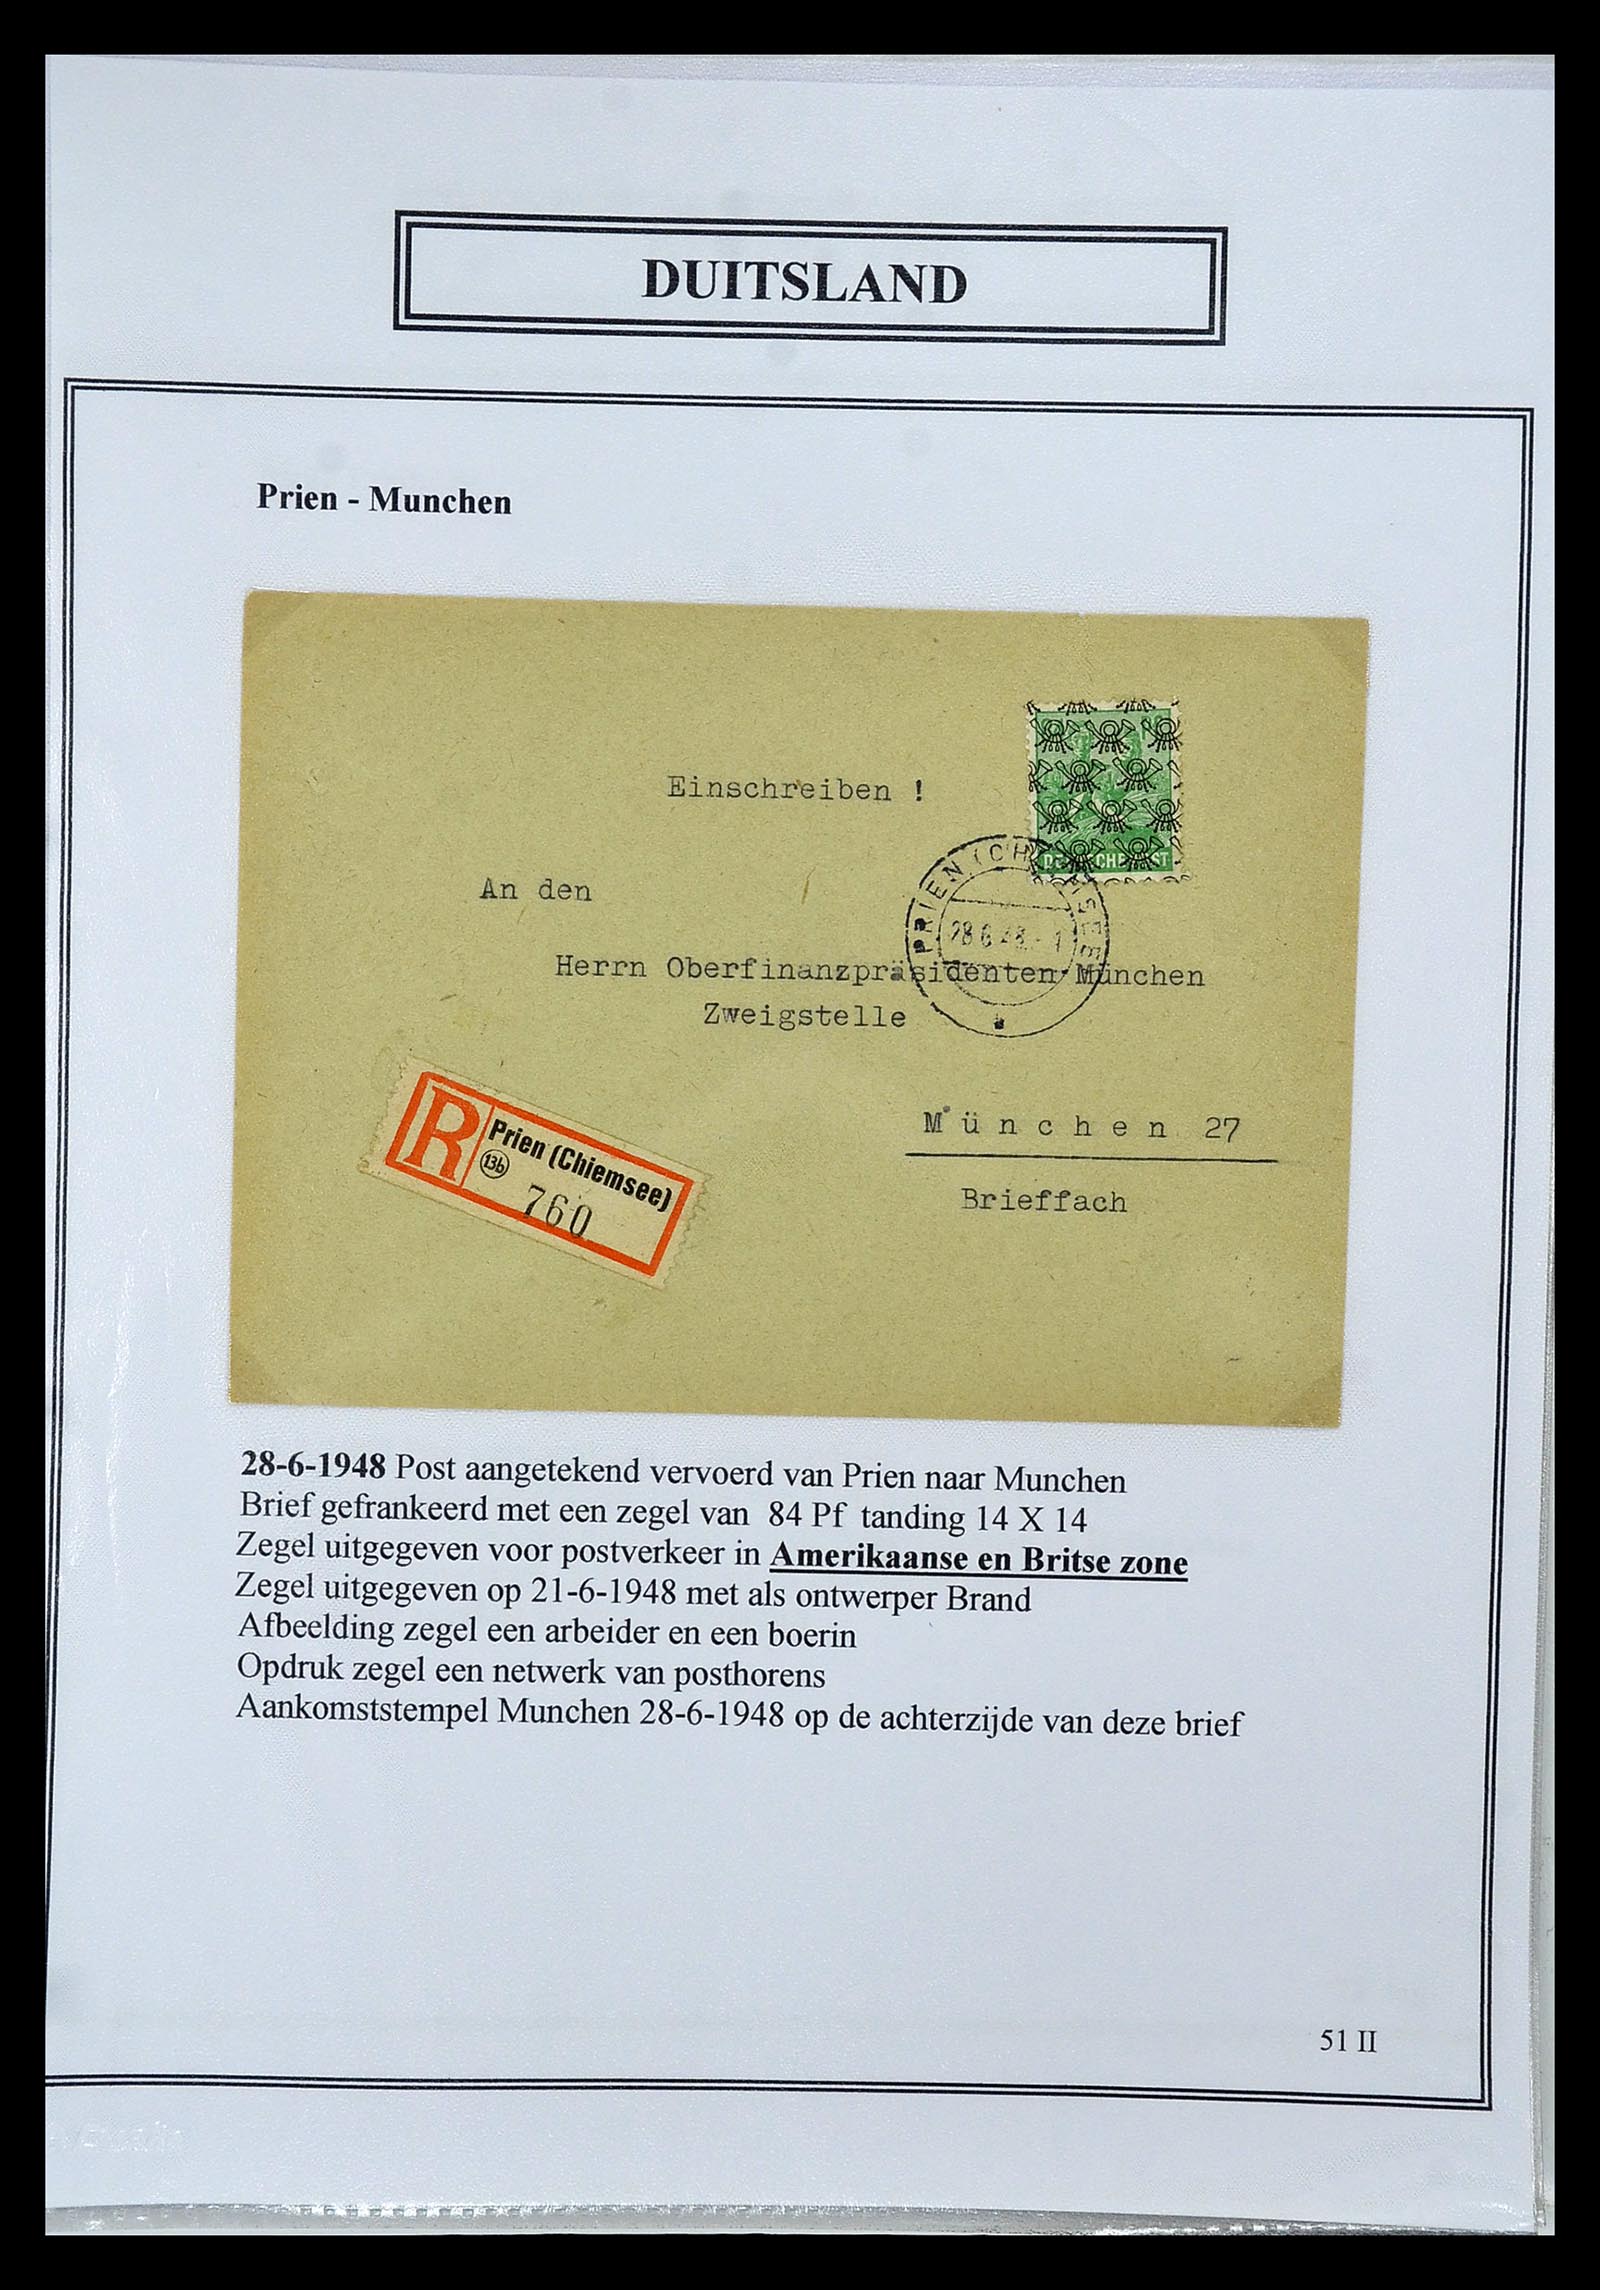 DUITSLAND
Prien - Munchen
Einschreiben !
An den
PRIEN (CH
28.6.48.- 1
Herrn Oberfinanzpräsidenten München
Zweigstelle
b
R Prien (Chiemsee)
13b
760
München 27
Brieffach
28-6-1948 Post aangetekend vervoerd van Prien naar Munchen
Brief gefrankeerd met een zegel van 84 Pf tanding 14 X 14
Zegel uitgegeven voor postverkeer in Amerikaanse en Britse zone
Zegel uitgegeven op 21-6-1948 met als ontwerper Brand
Afbeelding zegel een arbeider en een boerin
Opdruk zegel een netwerk van posthorens
Aankomststempel Munchen 28-6-1948 op de achterzijde van deze brief
51 II